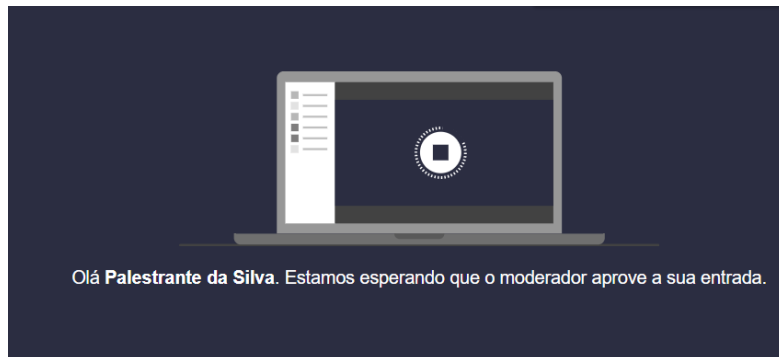 Olá Palestrante da Silva. Estamos esperando que o moderador aprove a sua entrada.